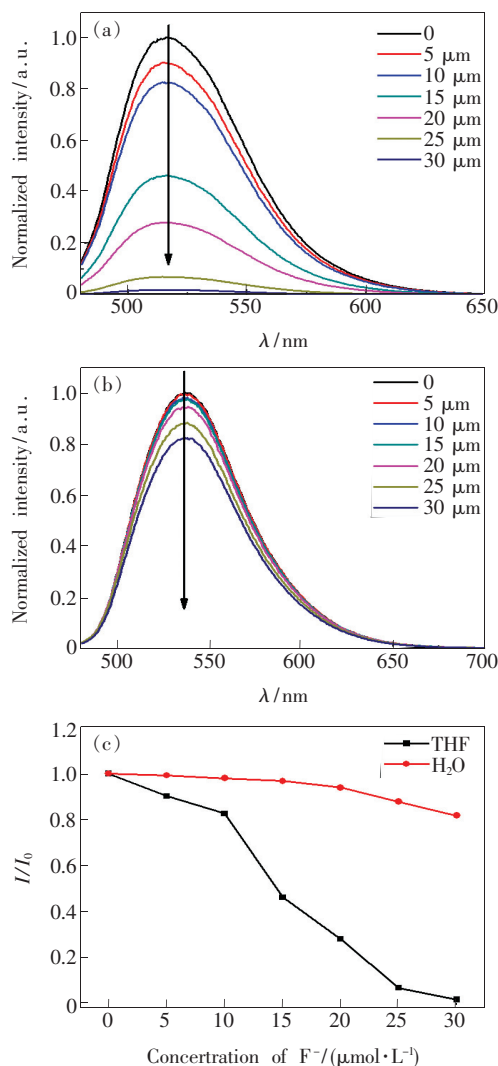 (a)
0
5 μm
10 μm
15 μm
20 μm
25 μm
30 μm
Normalized intensity/a.u.
1.0
0.8
0.6
0.4
0.2
0
500 550 600 650
λ/nm
(b)
0
5 μm
10 μm
15 μm
20 μm
25 μm
30 μm
Normalized intensity/a.u.
1.0
0.8
0.6
0.4
0.2
0
500 550 600 650 700
λ/nm
(c)
THF
H₂O
I/I₀
1.2
1.0
0.8
0.6
0.4
0.2
0
0 5 10 15 20 25 30
Concertration of F⁻/(μmol·L⁻¹)